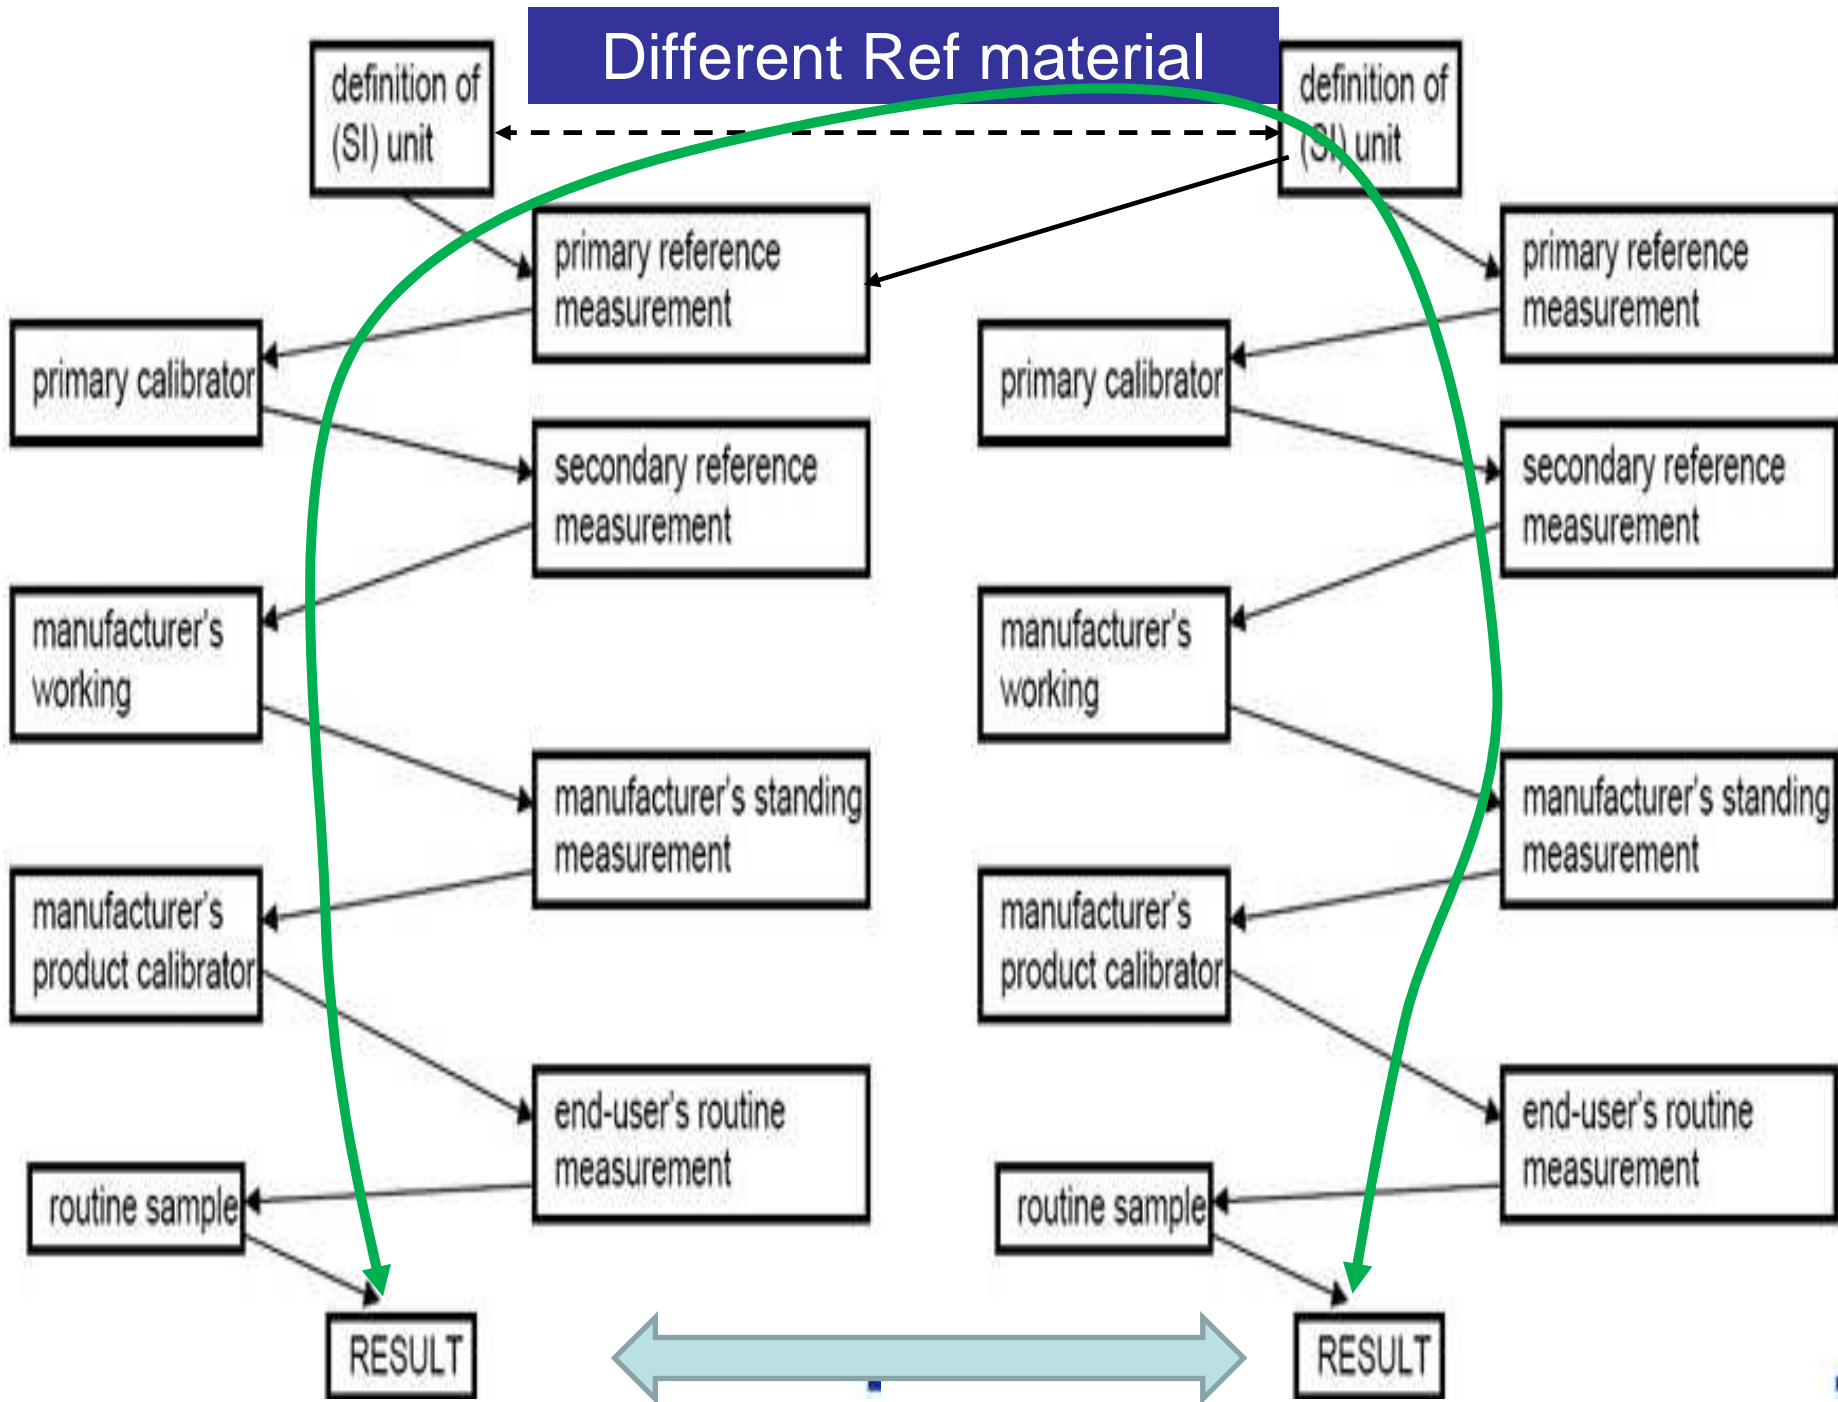 Different Ref material
definition of
(SI) unit
primary reference
measurement
primary calibrator
secondary reference
measurement
manufacturer's
working
manufacturer's standing
measurement
manufacturer's
product calibrator
end-user's routine
measurement
routine sample
RESULT
definition of
(SI) unit
primary reference
measurement
primary calibrator
secondary reference
measurement
manufacturer's
working
manufacturer's standing
measurement
manufacturer's
product calibrator
end-user's routine
measurement
routine sample
RESULT